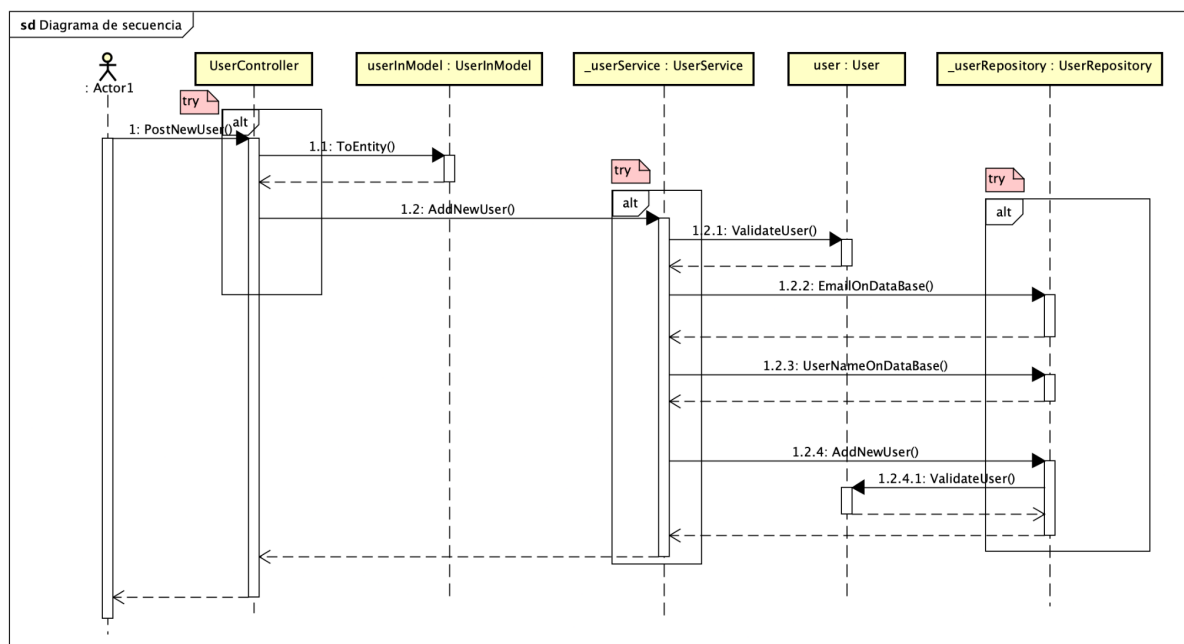 sd Diagrama de secuencia
: Actor1
UserController
userInModel : UserInModel
_userService : UserService
user : User
_userRepository : UserRepository
try
alt
1: PostNewUser()
1.1: ToEntity()
try
alt
try
alt
1.2: AddNewUser()
1.2.1: ValidateUser()
1.2.2: EmailOnDataBase()
1.2.3: UserNameOnDataBase()
1.2.4: AddNewUser()
1.2.4.1: ValidateUser()